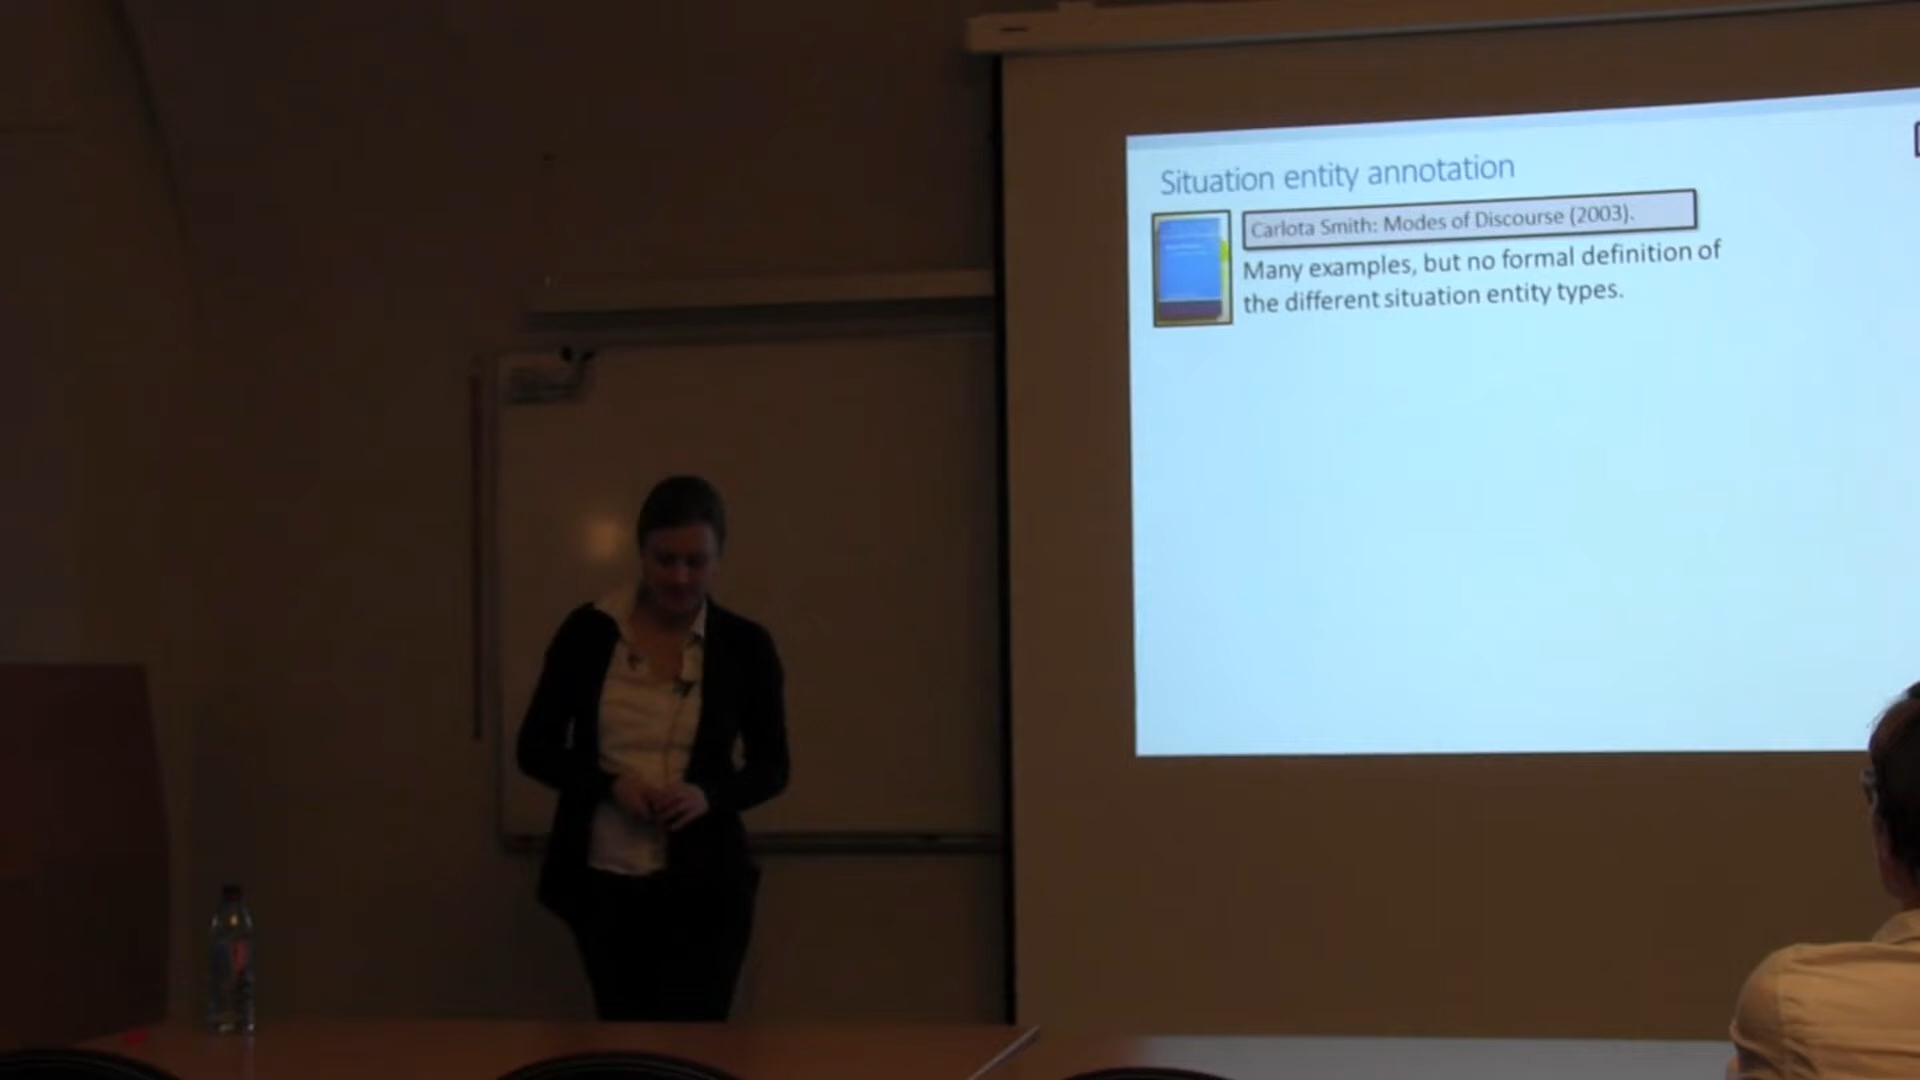 Situation entity annotation
Carlota Smith: Modes of Discourse (2003).
Many examples, but no formal definition of
the different situation entity types.